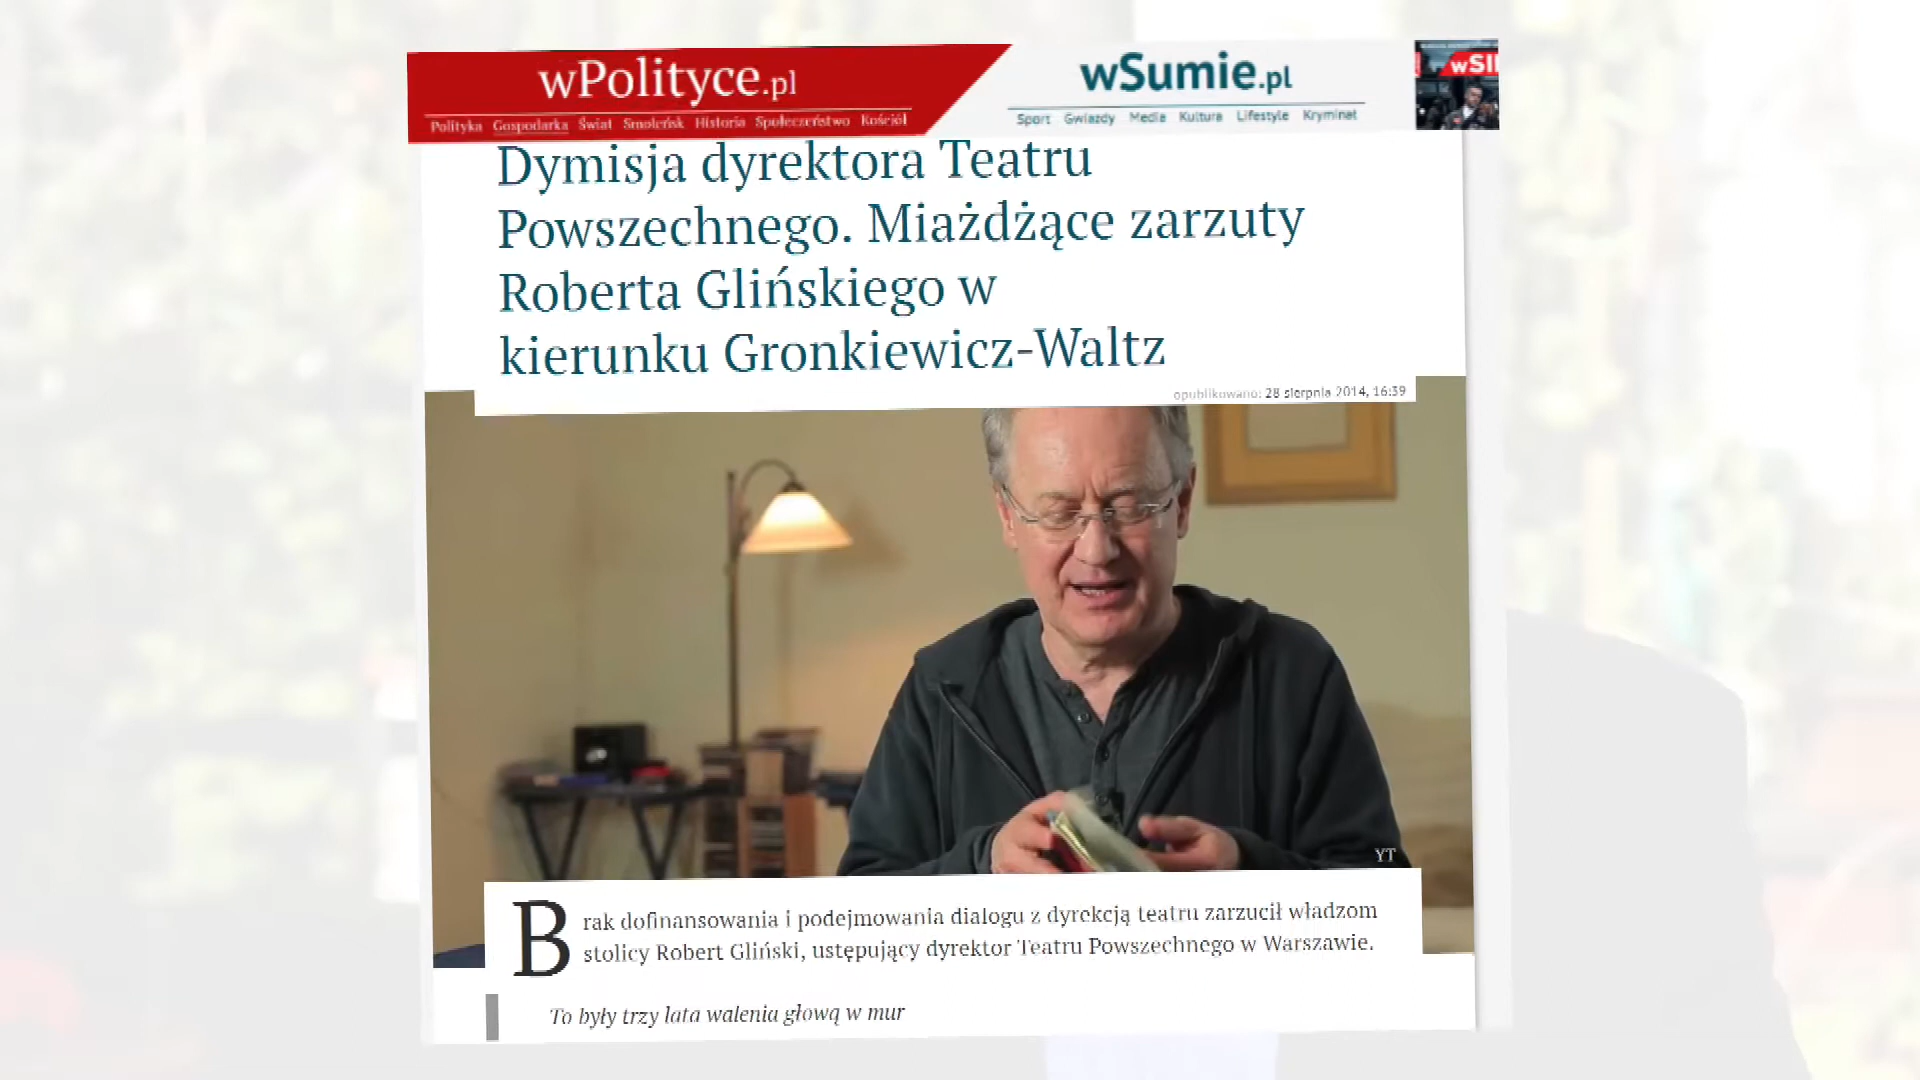 wPolityce.pl
Polityka Gospodarka Świat Smoleńsk Historia Społeczeństwo Kościół
wSumie.pl
Sport Gwiazdy Media Kultura Lifestyle Kryminał
wSI
Dymisja dyrektora Teatru
Powszechnego. Miażdżące zarzuty
Roberta Glińskiego w
kierunku Gronkiewicz-Waltz
opublikowano: 28 sierpnia 2014, 16:39
YT
Brak dofinansowania i podejmowania dialogu z dyrekcją teatru zarzucił władzom
stolicy Robert Gliński, ustępujący dyrektor Teatru Powszechnego w Warszawie.
To były trzy lata walenia głową w mur